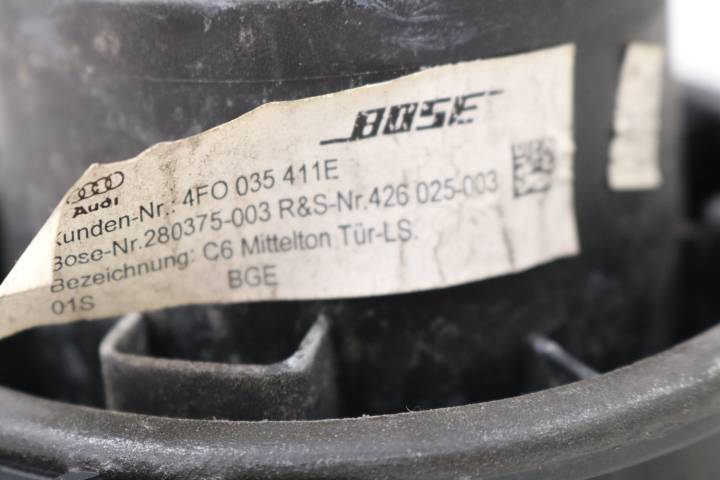 BOSE
Audi
Kunden-Nr.: 4FO 035 411E
Bose-Nr.280375-003 R&S-Nr.426 025-003
Bezeichnung: C6 Mittelton Tür-LS.
01S BGE